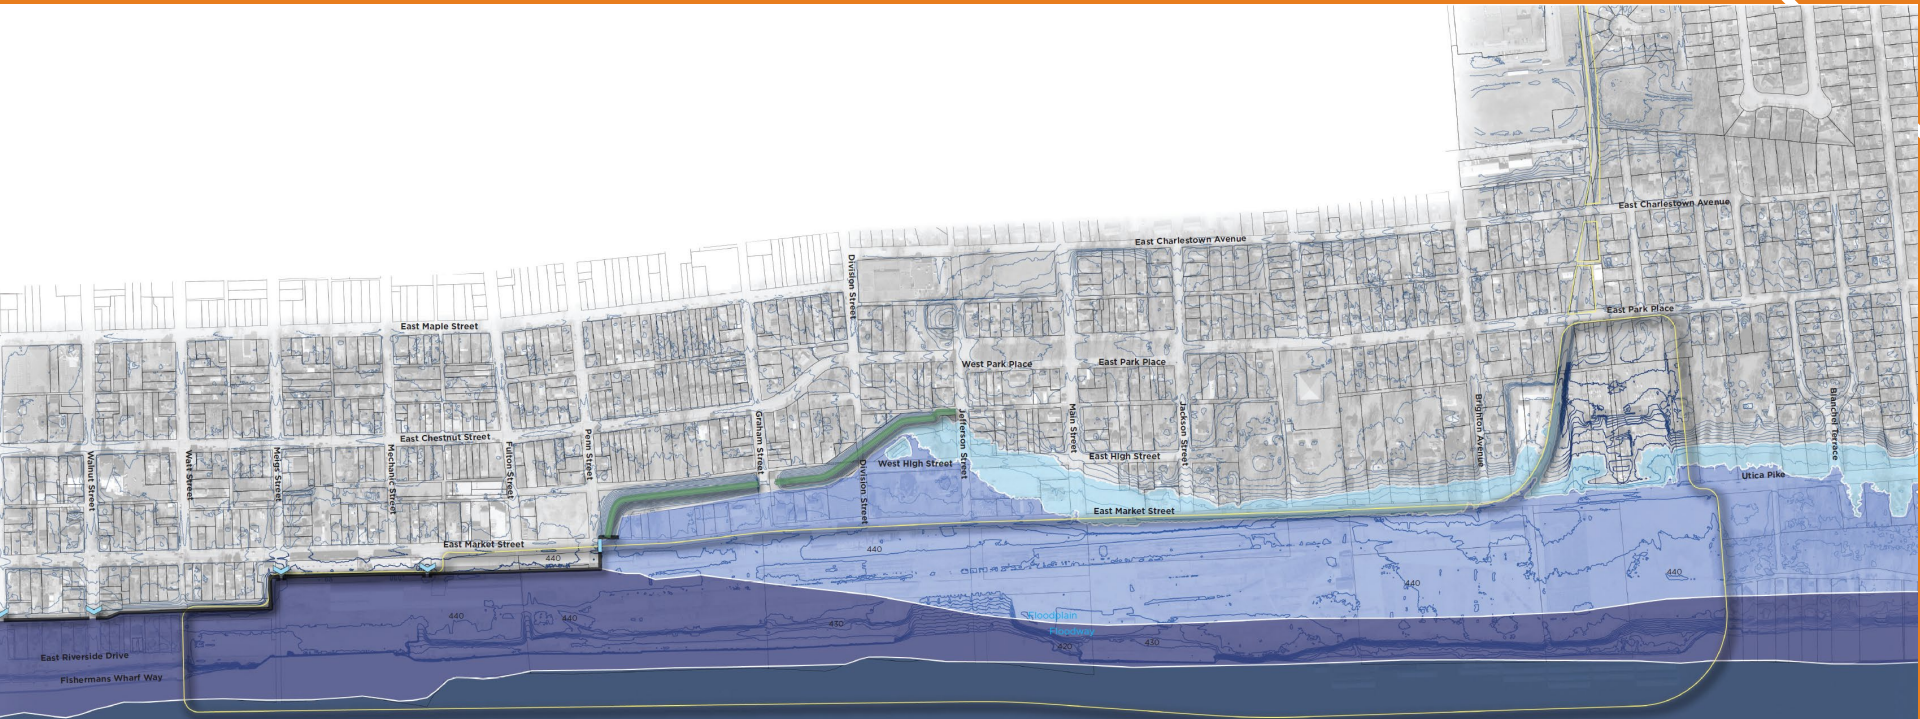 East Charlestown Avenue
East Charlestown Avenue
Division Street
East Park Place
East Maple Street
West Park Place
East Park Place
Blanchel Terrace
Brighton Avenue
Jackson Street
Main Street
Jefferson Street
Graham Street
Penn Street
East Chestnut Street
Fulton Street
Mechanic Street
Meigs Street
Watt Street
Walnut Street
East High Street
West High Street
Division Street
Utica Pike
East Market Street
East Market Street
440
440
440
440
440
440
430
Floodplain
Floodway
430
420
East Riverside Drive
Fishermans Wharf Way